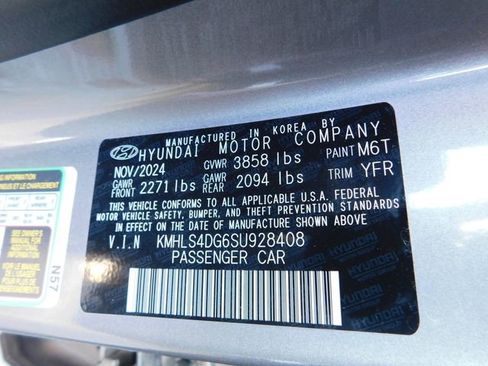 MANUFACTURED IN KOREA BY
HYUNDAI MOTOR COMPANY
NOV/2024 GVWR 3858 lbs PAINT M6T
GAWR FRONT 2271 lbs GAWR REAR 2094 lbs TRIM YFR
THIS VEHICLE CONFORMS TO ALL APPLICABLE U.S.A. FEDERAL
MOTOR VEHICLE SAFETY, BUMPER, AND THEFT PREVENTION STANDARDS
IN EFFECT ON THE DATE OF MANUFACTURE SHOWN ABOVE.
V.I.N KMHLS4DG6SU928408
PASSENGER CAR
N57